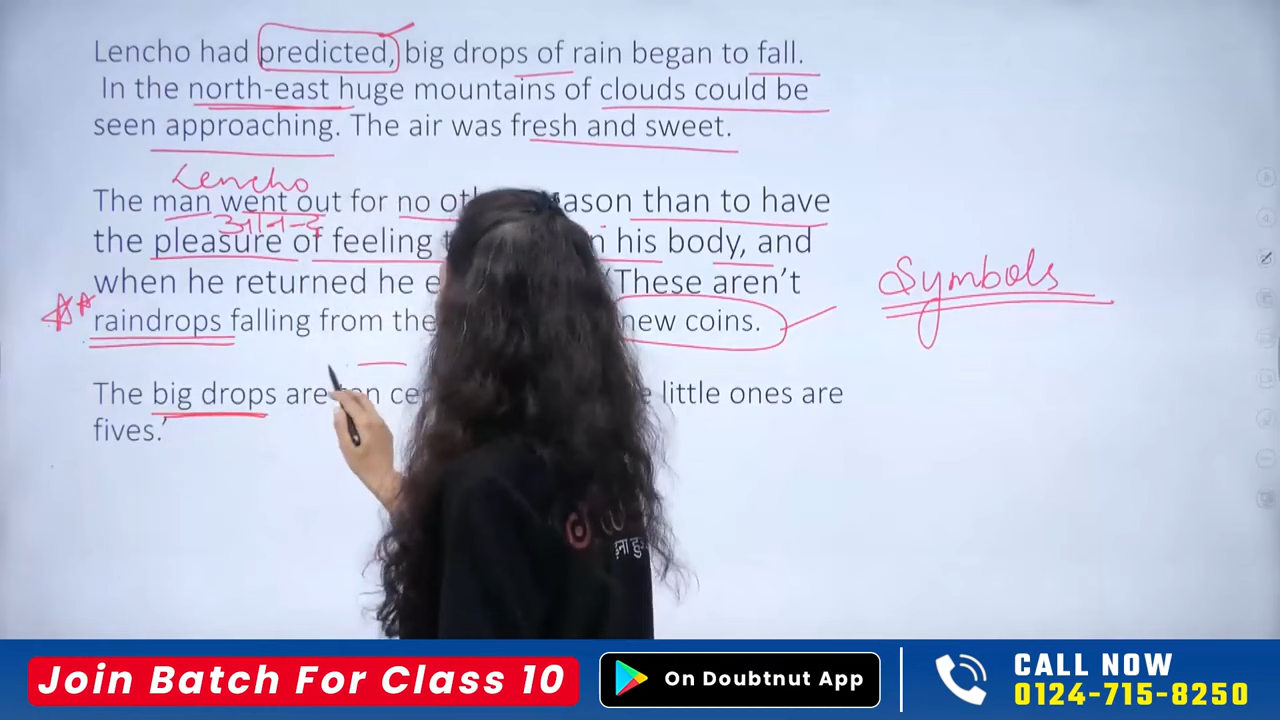 Lencho had predicted, big drops of rain began to fall.
In the north-east huge mountains of clouds could be
seen approaching. The air was fresh and sweet.
Lencho
The man went out for no reason than to have
आनन्द
the pleasure of feeling his body, and
when he returned he 'These aren't
Symbols
raindrops falling from the new coins.
The big drops are little ones are
fives.'
Join Batch For Class 10
On Doubtnut App
CALL NOW
0124-715-8250